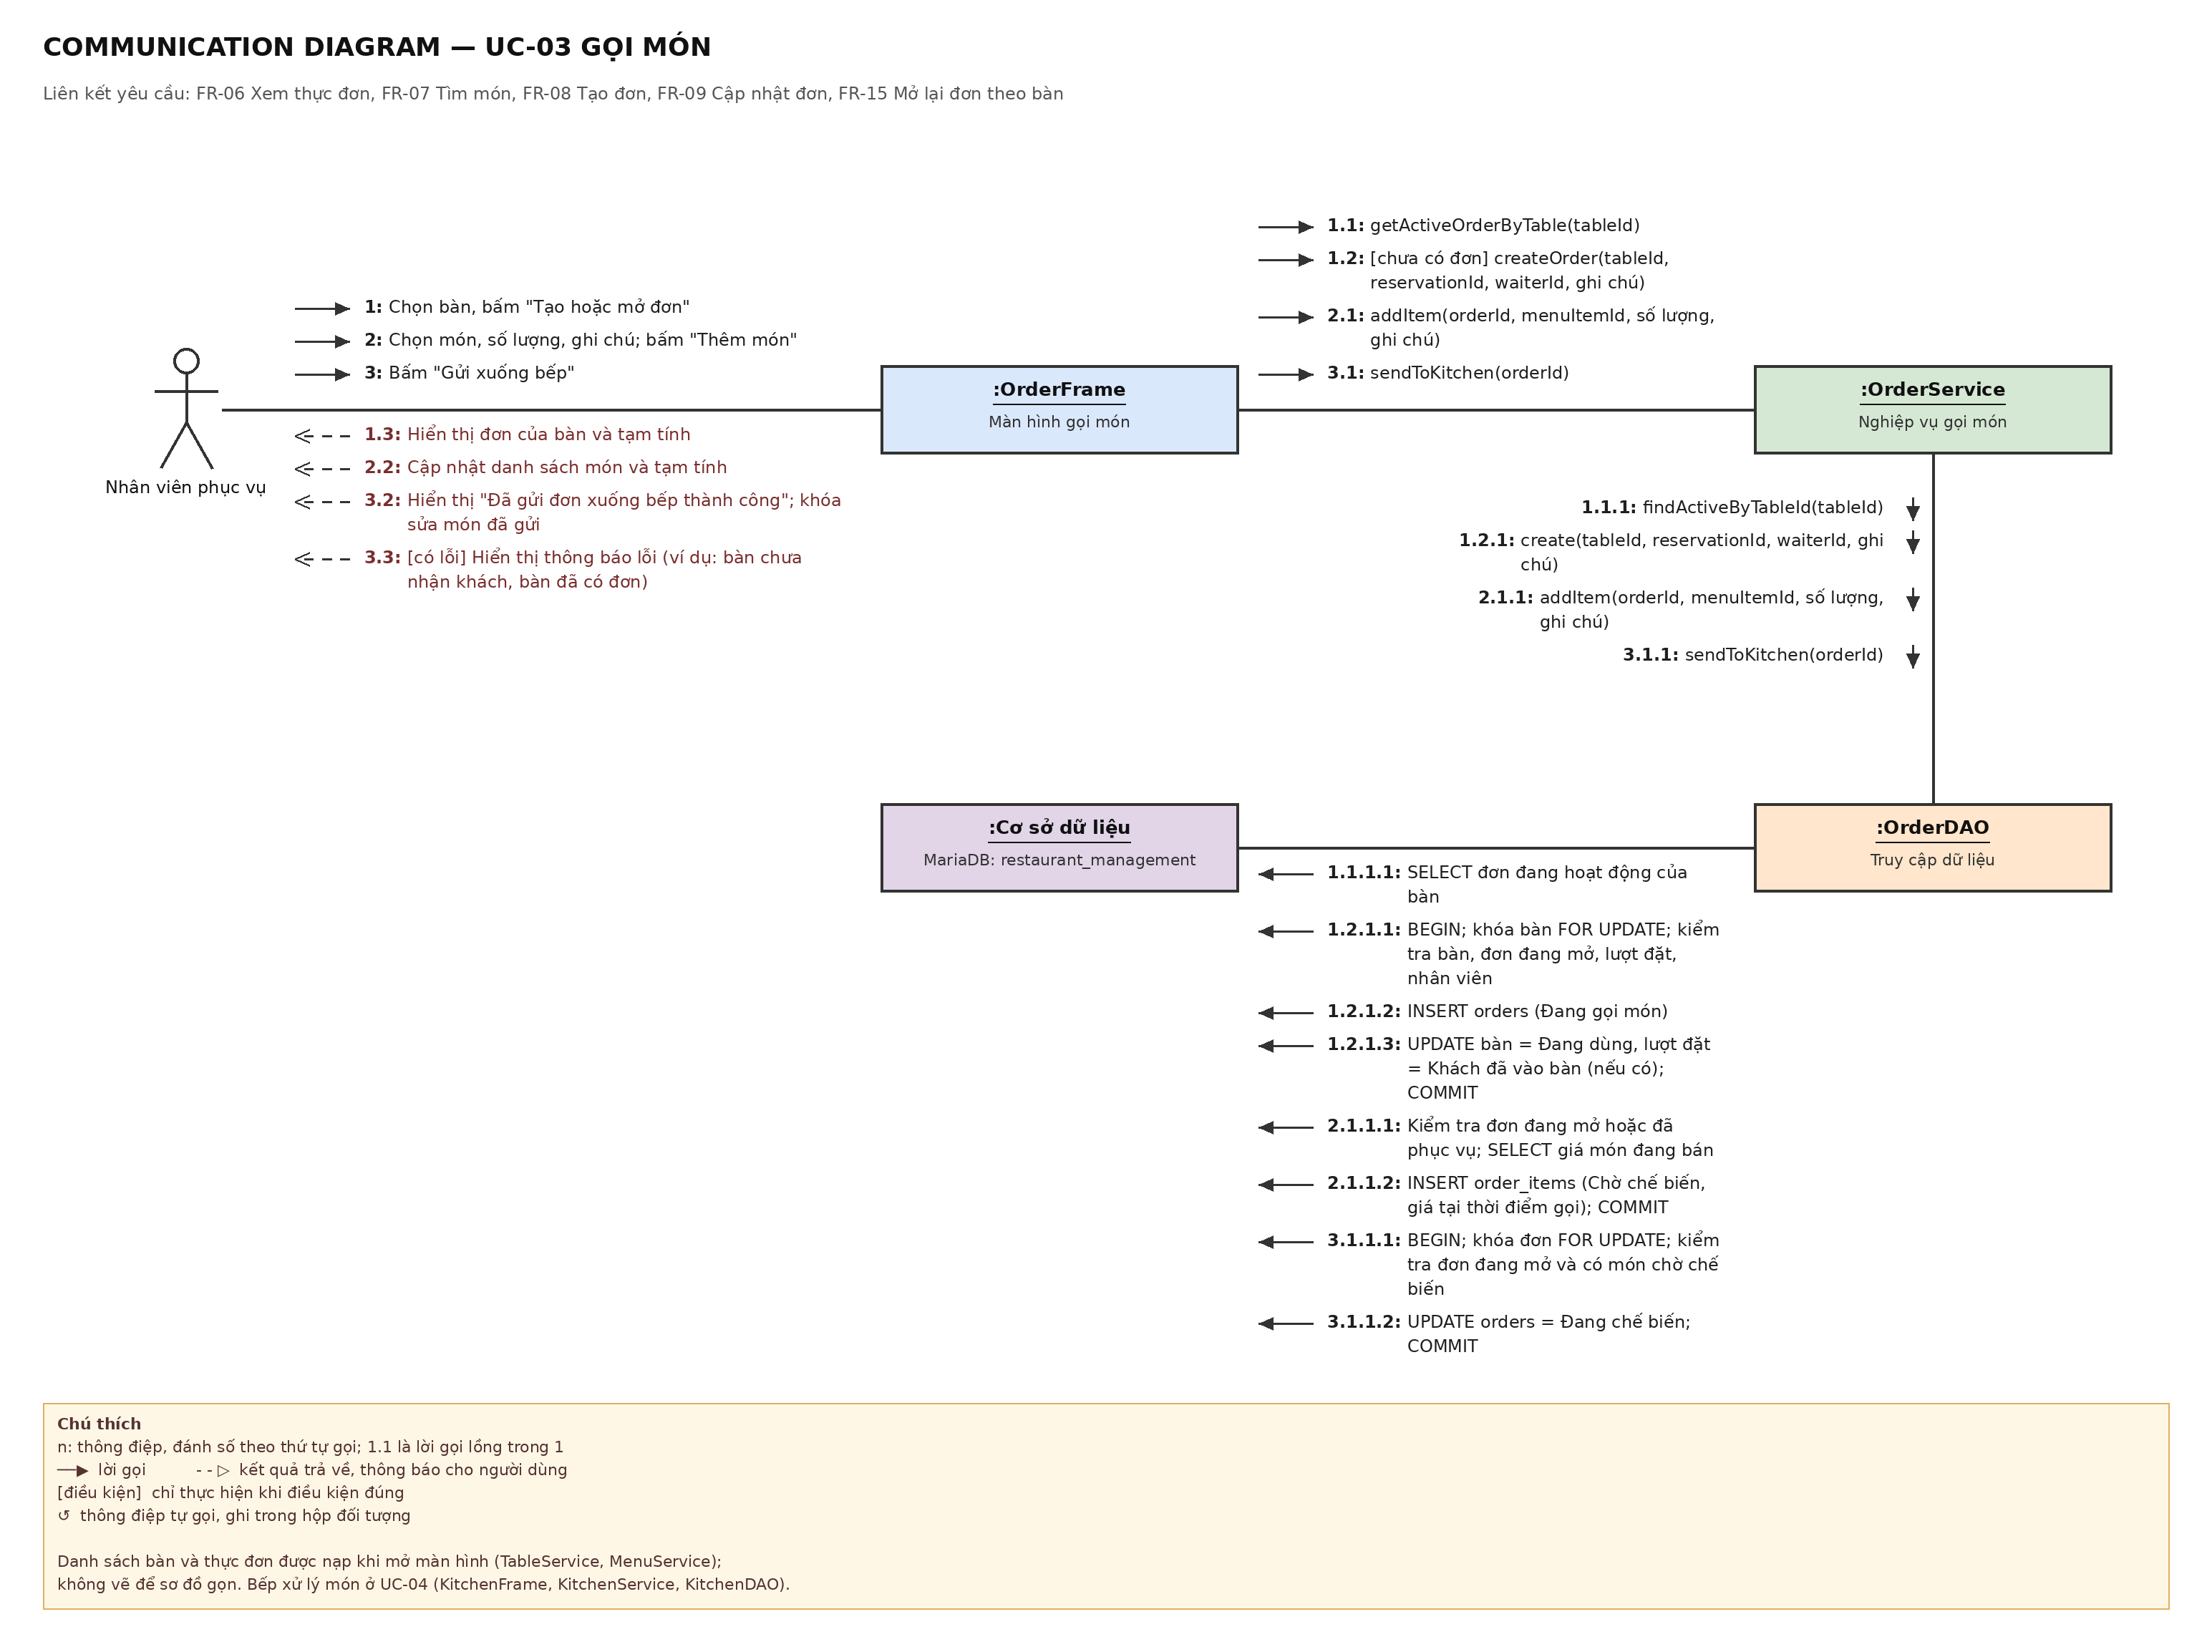 COMMUNICATION DIAGRAM — UC-03 GỌI MÓN
Liên kết yêu cầu: FR-06 Xem thực đơn, FR-07 Tìm món, FR-08 Tạo đơn, FR-09 Cập nhật đơn, FR-15 Mở lại đơn theo bàn
1.1: getActiveOrderByTable(tableId)
1.2: [chưa có đơn] createOrder(tableId,
reservationId, waiterId, ghi chú)
2.1: addItem(orderId, menuItemId, số lượng,
ghi chú)
3.1: sendToKitchen(orderId)
1: Chọn bàn, bấm "Tạo hoặc mở đơn"
2: Chọn món, số lượng, ghi chú; bấm "Thêm món"
3: Bấm "Gửi xuống bếp"
:OrderFrame
Màn hình gọi món
:OrderService
Nghiệp vụ gọi món
Nhân viên phục vụ
1.3: Hiển thị đơn của bàn và tạm tính
2.2: Cập nhật danh sách món và tạm tính
3.2: Hiển thị "Đã gửi đơn xuống bếp thành công"; khóa
sửa món đã gửi
3.3: [có lỗi] Hiển thị thông báo lỗi (ví dụ: bàn chưa
nhận khách, bàn đã có đơn)
1.1.1: findActiveByTableId(tableId)
1.2.1: create(tableId, reservationId, waiterId, ghi
chú)
2.1.1: addItem(orderId, menuItemId, số lượng,
ghi chú)
3.1.1: sendToKitchen(orderId)
:Cơ sở dữ liệu
MariaDB: restaurant_management
:OrderDAO
Truy cập dữ liệu
1.1.1.1: SELECT đơn đang hoạt động của
bàn
1.2.1.1: BEGIN; khóa bàn FOR UPDATE; kiểm
tra bàn, đơn đang mở, lượt đặt,
nhân viên
1.2.1.2: INSERT orders (Đang gọi món)
1.2.1.3: UPDATE bàn = Đang dùng, lượt đặt
= Khách đã vào bàn (nếu có);
COMMIT
2.1.1.1: Kiểm tra đơn đang mở hoặc đã
phục vụ; SELECT giá món đang bán
2.1.1.2: INSERT order_items (Chờ chế biến,
giá tại thời điểm gọi); COMMIT
3.1.1.1: BEGIN; khóa đơn FOR UPDATE; kiểm
tra đơn đang mở và có món chờ chế
biến
3.1.1.2: UPDATE orders = Đang chế biến;
COMMIT
Chú thích
n: thông điệp, đánh số theo thứ tự gọi; 1.1 là lời gọi lồng trong 1
──▶ lời gọi - - ▷ kết quả trả về, thông báo cho người dùng
[điều kiện] chỉ thực hiện khi điều kiện đúng
↺ thông điệp tự gọi, ghi trong hộp đối tượng
Danh sách bàn và thực đơn được nạp khi mở màn hình (TableService, MenuService);
không vẽ để sơ đồ gọn. Bếp xử lý món ở UC-04 (KitchenFrame, KitchenService, KitchenDAO).